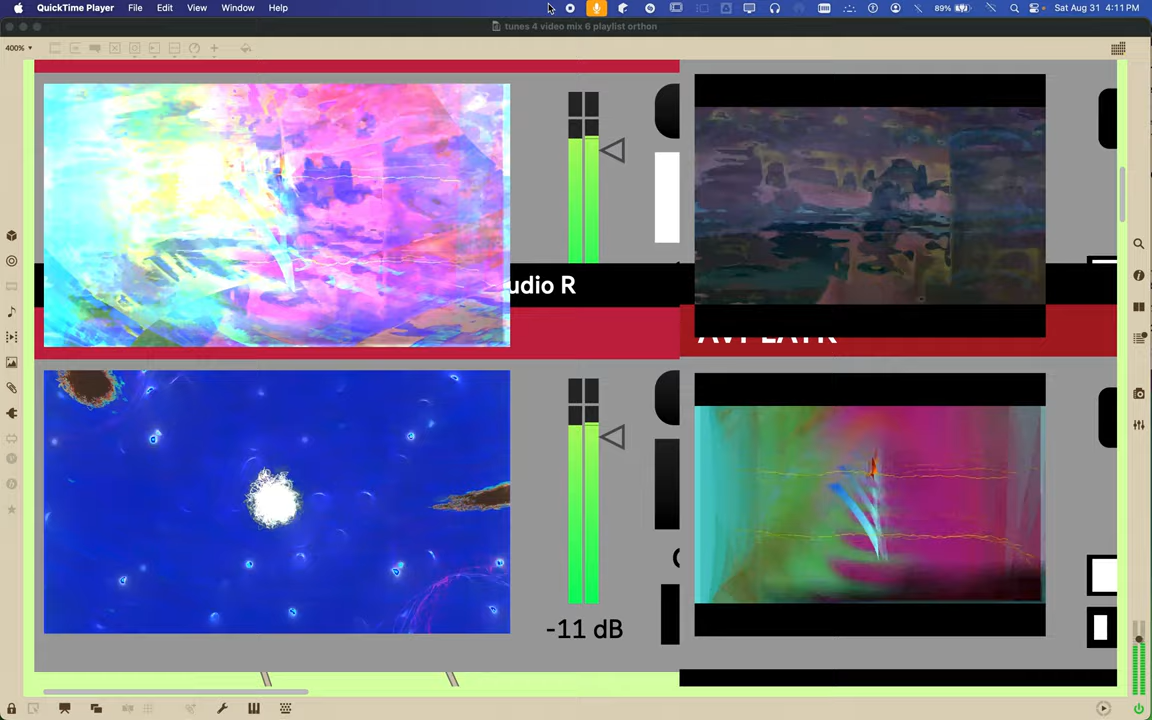 QuickTime Player File Edit View Window Help
89%
Sat Aug 31 4:11 PM
tunes 4 video mix 6 playlist orthon
400%
udio R
-11 dB